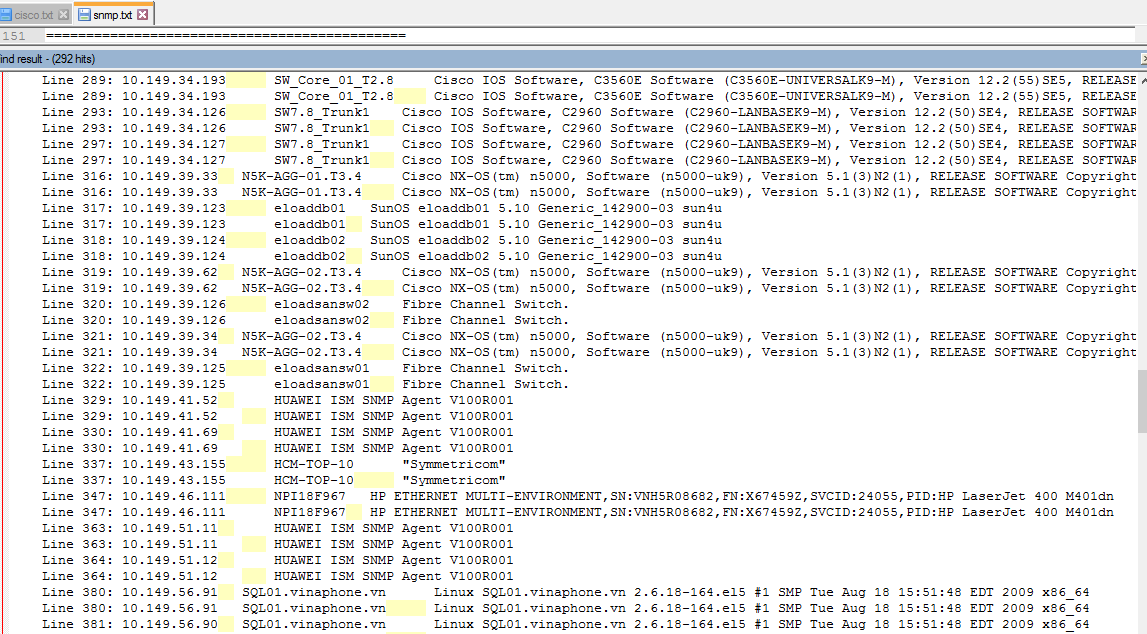 cisco.txt snmp.txt
151 =============================================
ind result - (292 hits)
Line 289: 10.149.34.193 SW_Core_01_T2.8 Cisco IOS Software, C3560E Software (C3560E-UNIVERSALK9-M), Version 12.2(55)SE5, RELEASE
Line 289: 10.149.34.193 SW_Core_01_T2.8 Cisco IOS Software, C3560E Software (C3560E-UNIVERSALK9-M), Version 12.2(55)SE5, RELEASE
Line 293: 10.149.34.126 SW7.8_Trunk1 Cisco IOS Software, C2960 Software (C2960-LANBASEK9-M), Version 12.2(50)SE4, RELEASE SOFTWAR
Line 293: 10.149.34.126 SW7.8_Trunk1 Cisco IOS Software, C2960 Software (C2960-LANBASEK9-M), Version 12.2(50)SE4, RELEASE SOFTWAR
Line 297: 10.149.34.127 SW7.8_Trunk1 Cisco IOS Software, C2960 Software (C2960-LANBASEK9-M), Version 12.2(50)SE4, RELEASE SOFTWAR
Line 297: 10.149.34.127 SW7.8_Trunk1 Cisco IOS Software, C2960 Software (C2960-LANBASEK9-M), Version 12.2(50)SE4, RELEASE SOFTWAR
Line 316: 10.149.39.33 N5K-AGG-01.T3.4 Cisco NX-OS(tm) n5000, Software (n5000-uk9), Version 5.1(3)N2(1), RELEASE SOFTWARE Copyright
Line 316: 10.149.39.33 N5K-AGG-01.T3.4 Cisco NX-OS(tm) n5000, Software (n5000-uk9), Version 5.1(3)N2(1), RELEASE SOFTWARE Copyright
Line 317: 10.149.39.123 eloaddb01 SunOS eloaddb01 5.10 Generic_142900-03 sun4u
Line 317: 10.149.39.123 eloaddb01 SunOS eloaddb01 5.10 Generic_142900-03 sun4u
Line 318: 10.149.39.124 eloaddb02 SunOS eloaddb02 5.10 Generic_142900-03 sun4u
Line 318: 10.149.39.124 eloaddb02 SunOS eloaddb02 5.10 Generic_142900-03 sun4u
Line 319: 10.149.39.62 N5K-AGG-02.T3.4 Cisco NX-OS(tm) n5000, Software (n5000-uk9), Version 5.1(3)N2(1), RELEASE SOFTWARE Copyright
Line 319: 10.149.39.62 N5K-AGG-02.T3.4 Cisco NX-OS(tm) n5000, Software (n5000-uk9), Version 5.1(3)N2(1), RELEASE SOFTWARE Copyright
Line 320: 10.149.39.126 eloadsansw02 Fibre Channel Switch.
Line 320: 10.149.39.126 eloadsansw02 Fibre Channel Switch.
Line 321: 10.149.39.34 N5K-AGG-02.T3.4 Cisco NX-OS(tm) n5000, Software (n5000-uk9), Version 5.1(3)N2(1), RELEASE SOFTWARE Copyright
Line 321: 10.149.39.34 N5K-AGG-02.T3.4 Cisco NX-OS(tm) n5000, Software (n5000-uk9), Version 5.1(3)N2(1), RELEASE SOFTWARE Copyright
Line 322: 10.149.39.125 eloadsansw01 Fibre Channel Switch.
Line 322: 10.149.39.125 eloadsansw01 Fibre Channel Switch.
Line 329: 10.149.41.52 HUAWEI ISM SNMP Agent V100R001
Line 329: 10.149.41.52 HUAWEI ISM SNMP Agent V100R001
Line 330: 10.149.41.69 HUAWEI ISM SNMP Agent V100R001
Line 330: 10.149.41.69 HUAWEI ISM SNMP Agent V100R001
Line 337: 10.149.43.155 HCM-TOP-10 "Symmetricom"
Line 337: 10.149.43.155 HCM-TOP-10 "Symmetricom"
Line 347: 10.149.46.111 NPI18F967 HP ETHERNET MULTI-ENVIRONMENT,SN:VNH5R08682,FN:X67459Z,SVCID:24055,PID:HP LaserJet 400 M401dn
Line 347: 10.149.46.111 NPI18F967 HP ETHERNET MULTI-ENVIRONMENT,SN:VNH5R08682,FN:X67459Z,SVCID:24055,PID:HP LaserJet 400 M401dn
Line 363: 10.149.51.11 HUAWEI ISM SNMP Agent V100R001
Line 363: 10.149.51.11 HUAWEI ISM SNMP Agent V100R001
Line 364: 10.149.51.12 HUAWEI ISM SNMP Agent V100R001
Line 364: 10.149.51.12 HUAWEI ISM SNMP Agent V100R001
Line 380: 10.149.56.91 SQL01.vinaphone.vn Linux SQL01.vinaphone.vn 2.6.18-164.el5 #1 SMP Tue Aug 18 15:51:48 EDT 2009 x86_64
Line 380: 10.149.56.91 SQL01.vinaphone.vn Linux SQL01.vinaphone.vn 2.6.18-164.el5 #1 SMP Tue Aug 18 15:51:48 EDT 2009 x86_64
Line 381: 10.149.56.90 SQL01.vinaphone.vn Linux SQL01.vinaphone.vn 2.6.18-164.el5 #1 SMP Tue Aug 18 15:51:48 EDT 2009 x86_64